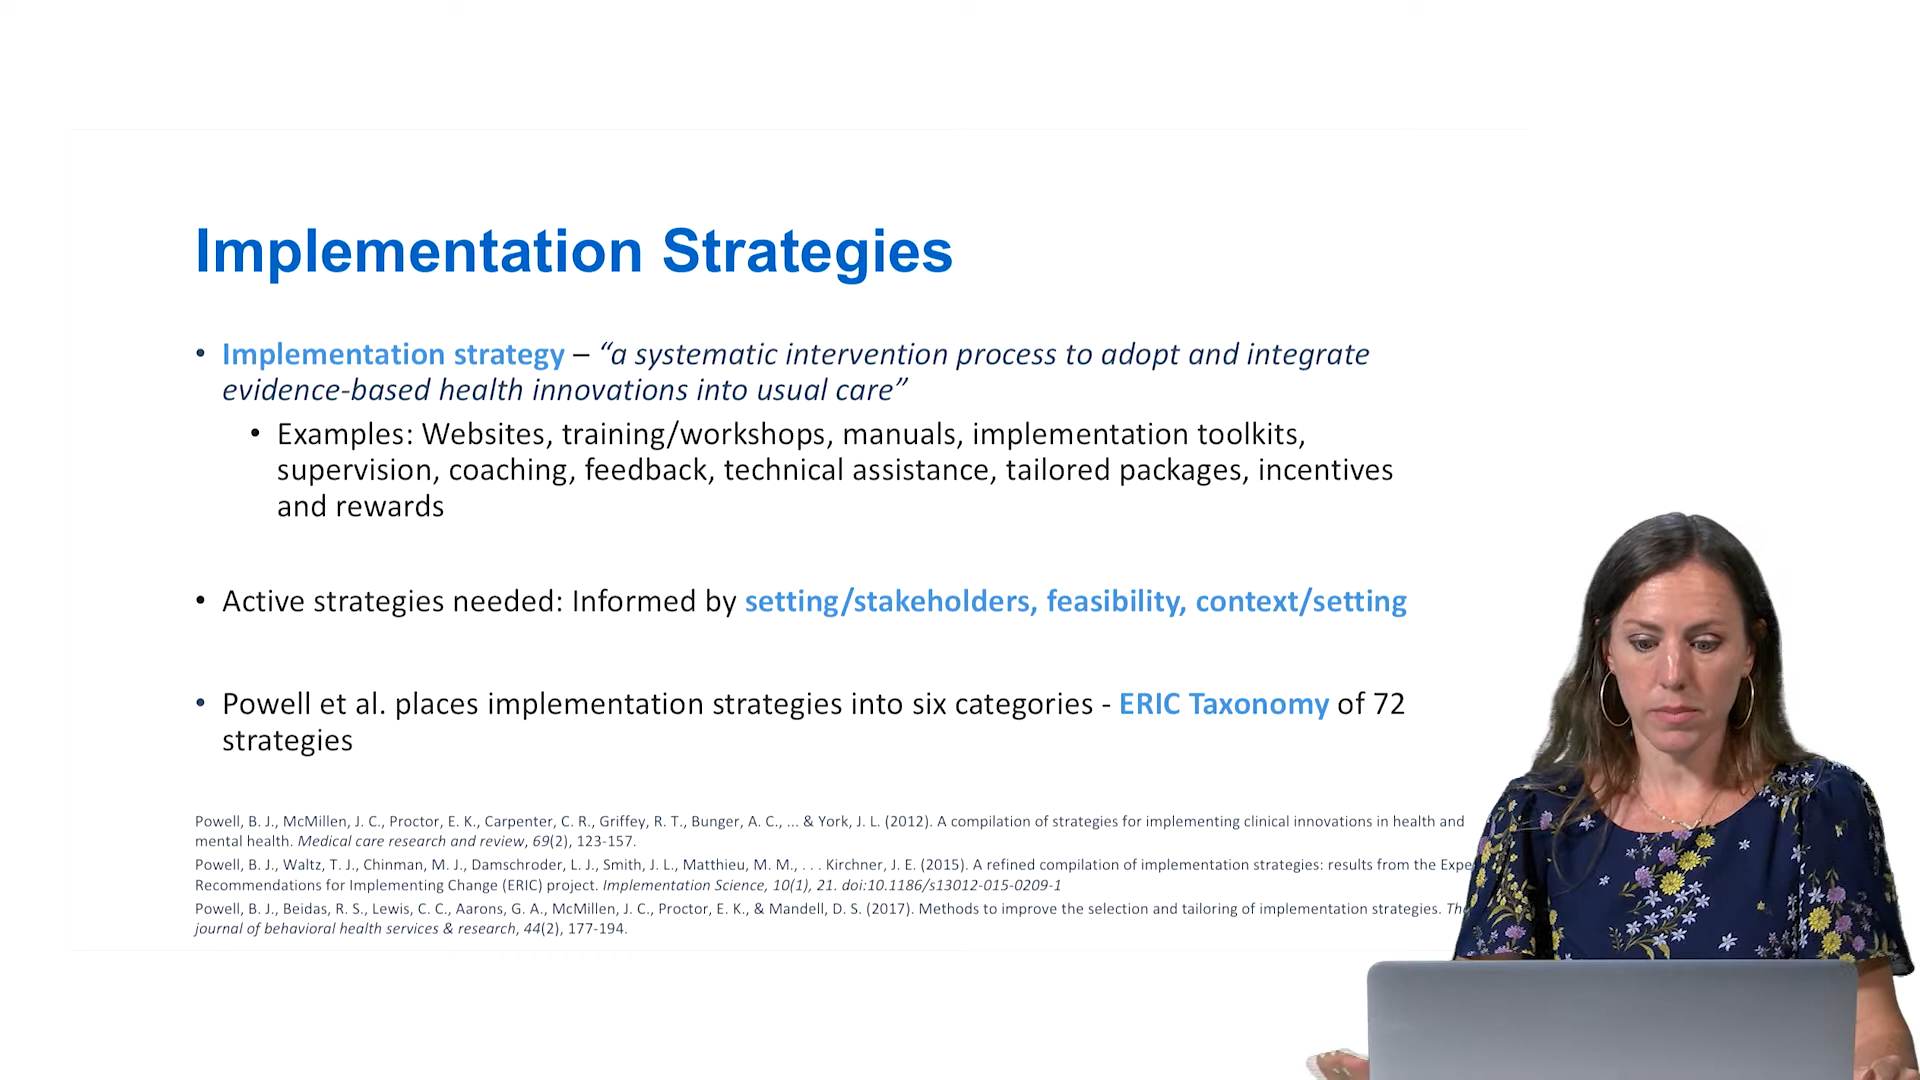 Implementation Strategies
• Implementation strategy – “a systematic intervention process to adopt and integrate
evidence-based health innovations into usual care”
• Examples: Websites, training/workshops, manuals, implementation toolkits,
supervision, coaching, feedback, technical assistance, tailored packages, incentives
and rewards
• Active strategies needed: Informed by setting/stakeholders, feasibility, context/setting
• Powell et al. places implementation strategies into six categories - ERIC Taxonomy of 72
strategies
Powell, B. J., McMillen, J. C., Proctor, E. K., Carpenter, C. R., Griffey, R. T., Bunger, A. C., ... & York, J. L. (2012). A compilation of strategies for implementing clinical innovations in health and
mental health. Medical care research and review, 69(2), 123-157.
Powell, B. J., Waltz, T. J., Chinman, M. J., Damschroder, L. J., Smith, J. L., Matthieu, M. M., . . . Kirchner, J. E. (2015). A refined compilation of implementation strategies: results from the
Recommendations for Implementing Change (ERIC) project. Implementation Science, 10(1), 21. doi:10.1186/s13012-015-0209-1
Powell, B. J., Beidas, R. S., Lewis, C. C., Aarons, G. A., McMillen, J. C., Proctor, E. K., & Mandell, D. S. (2017). Methods to improve the selection and tailoring of implementation strategies.
journal of behavioral health services & research, 44(2), 177-194.